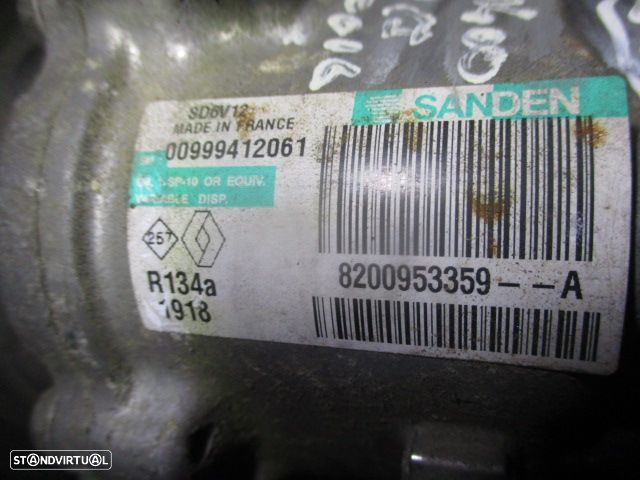 SD6V12
MADE IN FRANCE
SANDEN
00999412061
SP-10 OR EQUIV.
VARIABLE DISP.
257
R134a
1918
8200953359--A
STANDVIRTUAL